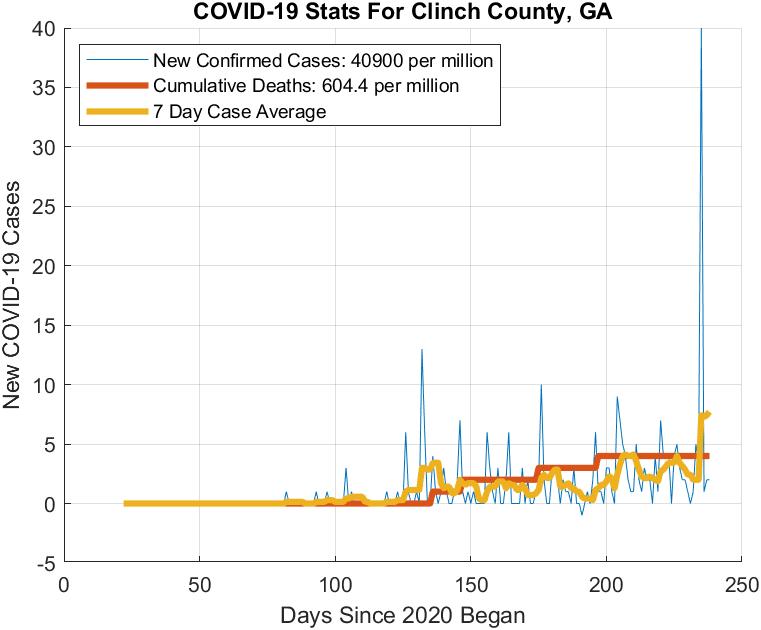 COVID-19 Stats For Clinch County, GA
New Confirmed Cases: 40900 per million
Cumulative Deaths: 604.4 per million
7 Day Case Average
New COVID-19 Cases
40
35
30
25
20
15
10
5
0
-5
0 50 100 150 200 250
Days Since 2020 Began